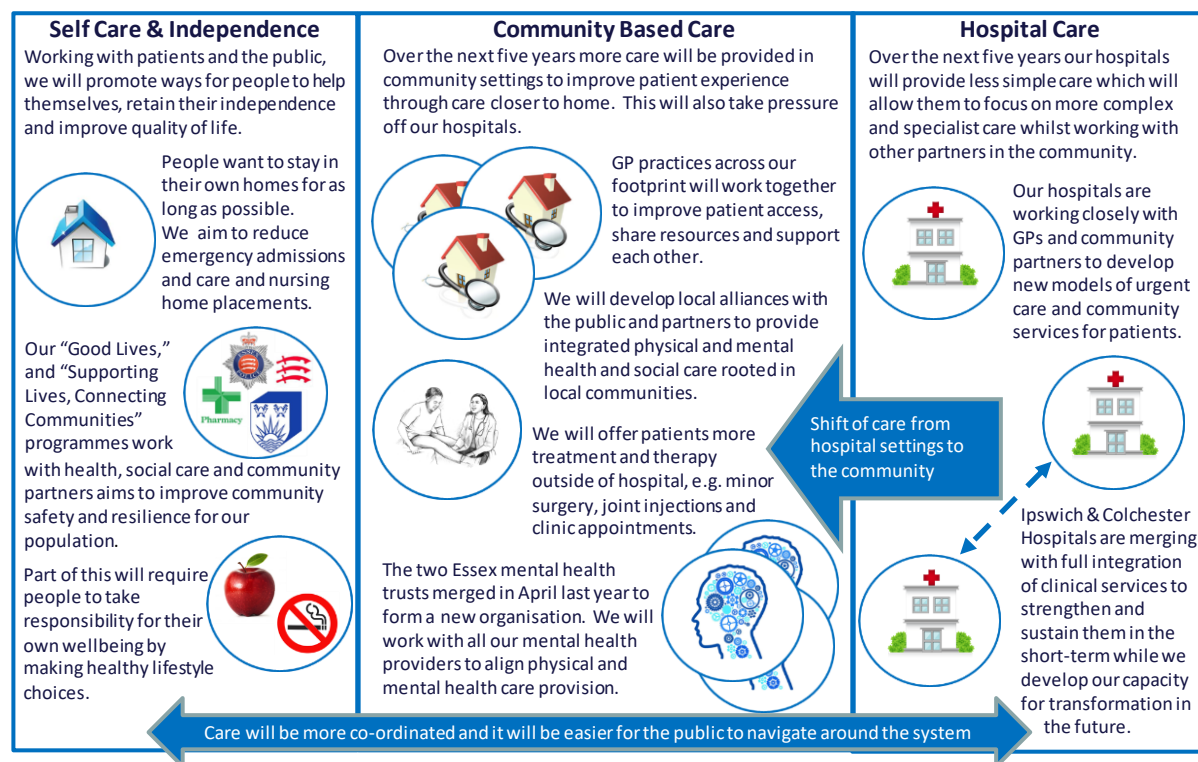 Self Care & Independence
Working with patients and the public,
we will promote ways for people to help
themselves, retain their independence
and improve quality of life.
People want to stay in
their own homes for as
long as possible.
We aim to reduce
emergency admissions
and care and nursing
home placements.
Our “Good Lives,”
and “Supporting
Lives, Connecting
Communities”
programmes work
with health, social care and community
partners aims to improve community
safety and resilience for our
population.
ESSEX
POLICE
Pharmacy
Part of this will require
people to take
responsibility for their
own wellbeing by
making healthy lifestyle
choices.
Community Based Care
Over the next five years more care will be provided in
community settings to improve patient experience
through care closer to home. This will also take pressure
off our hospitals.
GP practices across our
footprint will work together
to improve patient access,
share resources and support
each other.
We will develop local alliances with
the public and partners to provide
integrated physical and mental
health and social care rooted in
local communities.
We will offer patients more
treatment and therapy
outside of hospital, e.g. minor
surgery, joint injections and
clinic appointments.
The two Essex mental health
trusts merged in April last year to
form a new organisation. We will
work with all our mental health
providers to align physical and
mental health care provision.
Hospital Care
Over the next five years our hospitals
will provide less simple care which will
allow them to focus on more complex
and specialist care whilst working with
other partners in the community.
Our hospitals are
working closely with
GPs and community
partners to develop
new models of urgent
care and community
services for patients.
Shift of care from
hospital settings to
the community
Ipswich & Colchester
Hospitals are merging
with full integration
of clinical services to
strengthen and
sustain them in the
short-term while we
develop our capacity
for transformation in
the future.
Care will be more co-ordinated and it will be easier for the public to navigate around the system